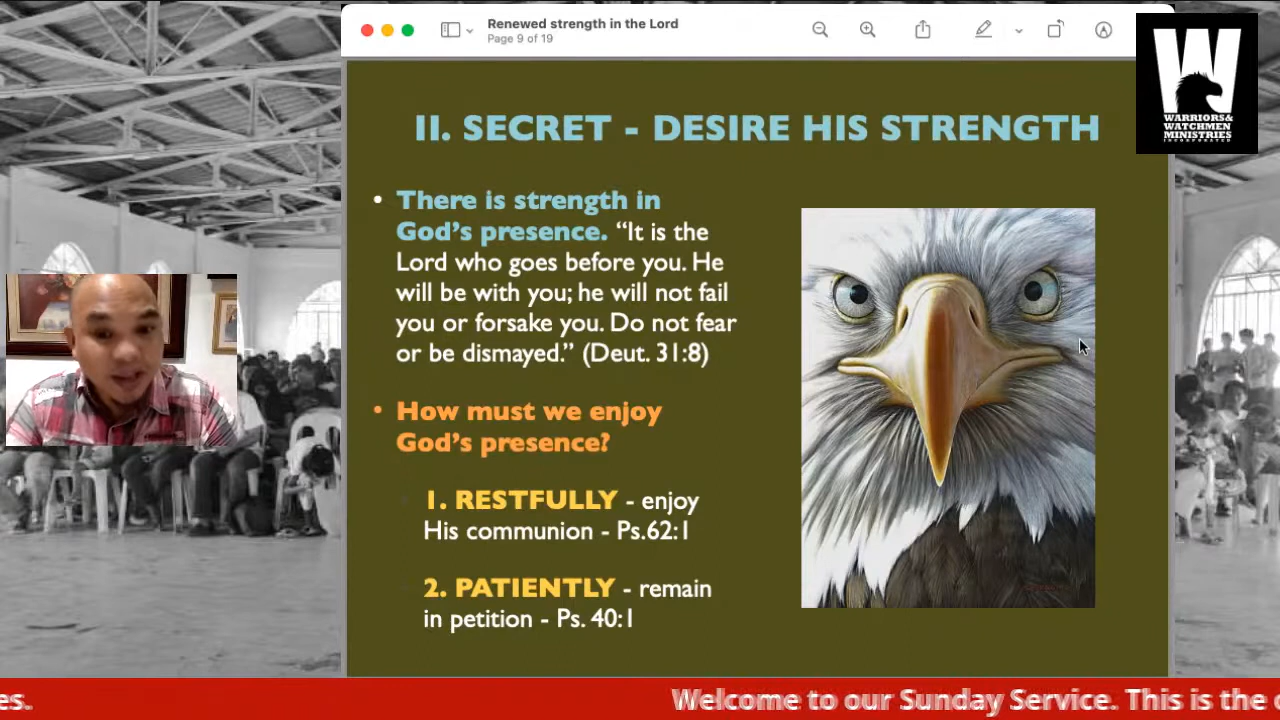 Renewed strength in the Lord
Page 9 of 19
W
WARRIORS&
WATCHMEN
MINISTRIES
INCORPORATED
II. SECRET - DESIRE HIS STRENGTH
• There is strength in
God's presence. “It is the
Lord who goes before you. He
will be with you; he will not fail
you or forsake you. Do not fear
or be dismayed.” (Deut. 31:8)
• How must we enjoy
God's presence?
1. RESTFULLY - enjoy
His communion - Ps.62:1
2. PATIENTLY - remain
in petition - Ps. 40:1
es.
Welcome to our Sunday Service. This is the